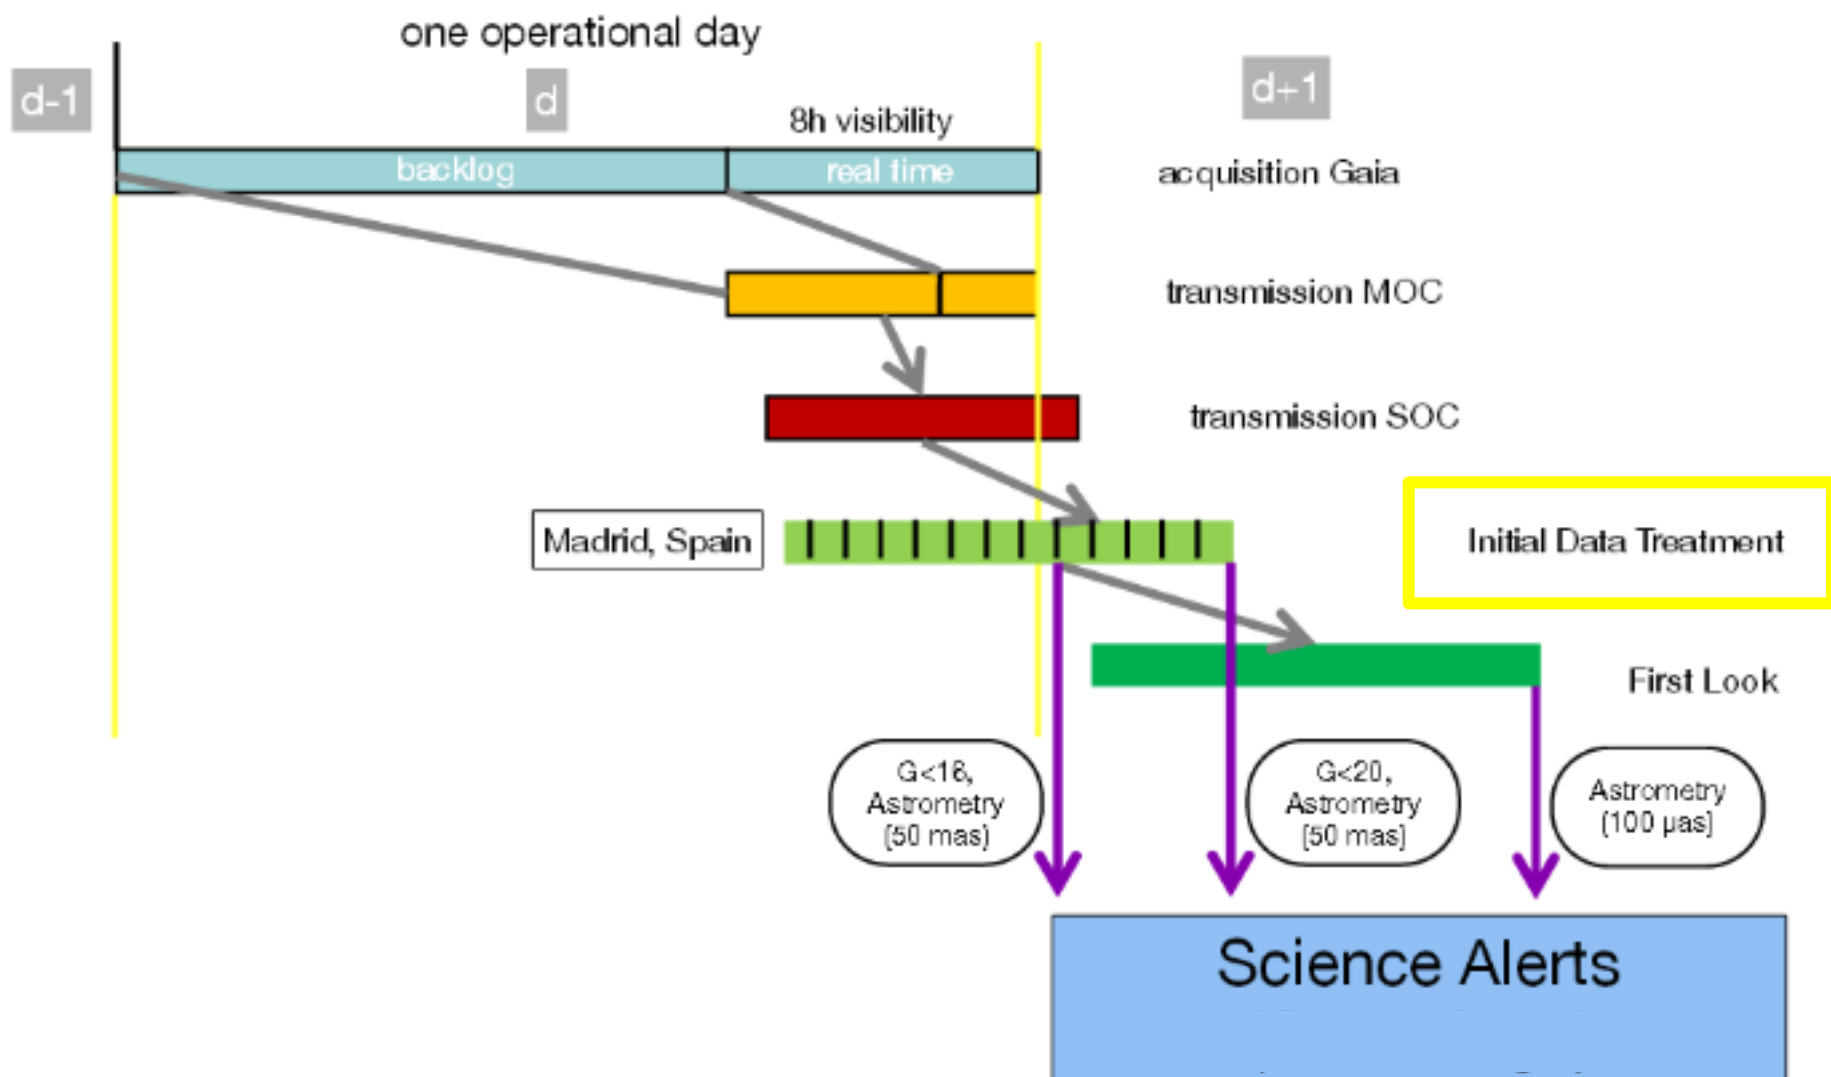 one operational day
d-1
d
d+1
8h visibility
backlog
real time
acquisition Gaia
transmission MOC
transmission SOC
Madrid, Spain
Initial Data Treatment
First Look
G<16,
Astrometry
(50 mas)
G<20,
Astrometry
(50 mas)
Astrometry
(100 µas)
Science Alerts